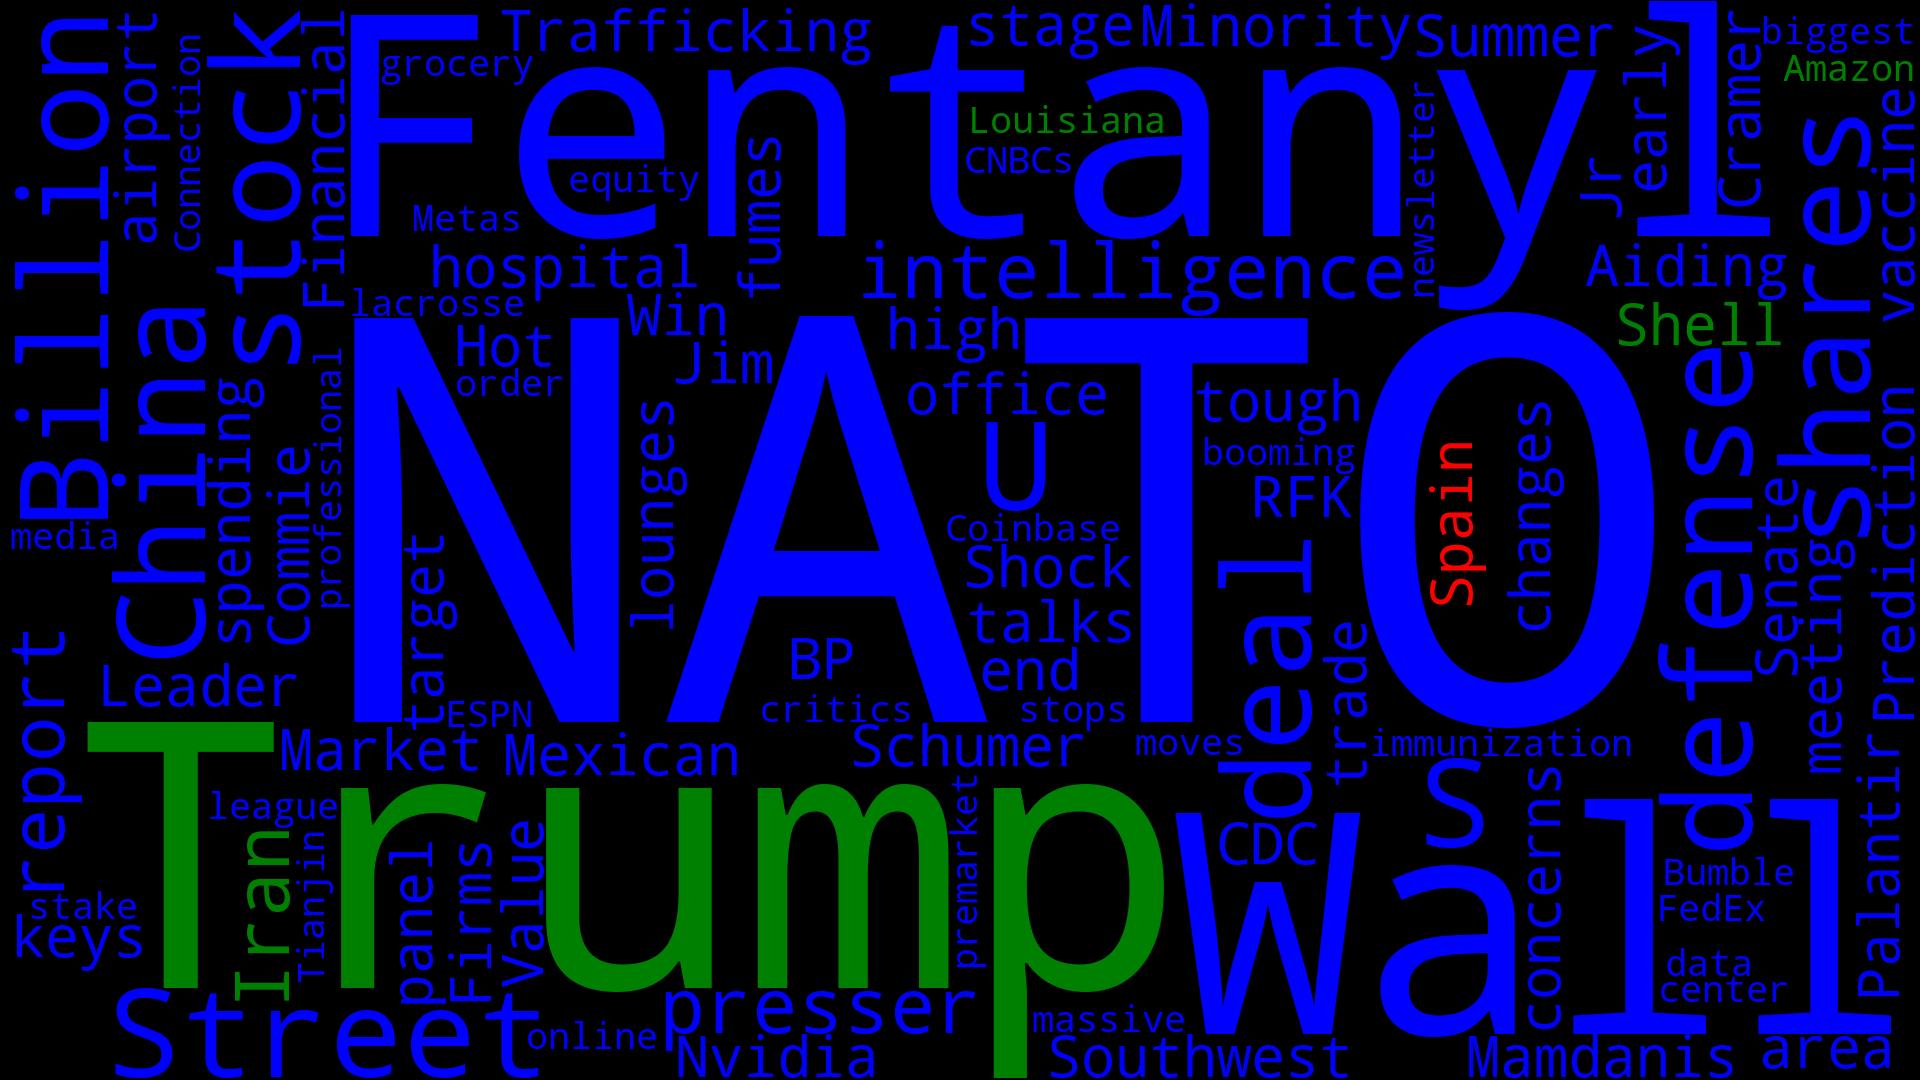 Billion
airport
Connection
stock
Financial
Fentanyl
Trafficking
grocery
stage
Minority
Summer
early
Cramer
biggest
Amazon
Louisiana
CNBCs
equity
fumes
Metas
newsletter
Jr
shares
vaccine
hospital
intelligence
Aiding
lacrosse
Win
Hot
order
Jim
high
Shell
China
spending
Commie
professional
NATO
office
tough
booming
RFK
U
Coinbase
Shock
talks
end
stops
lounges
target
BP
critics
ESPN
Spain
changes
defense
Senate
meeting
Prediction
media
report
Leader
Market
Mexican
Schumer
moves
deal
trade
immunization
Trump
league
Iran
Tianjin
panel
Firms
Value
premarket
Wall
CDC
S
concerns
Bumble
FedEx
data
center
Palantir
stake
keys
Street
online
presser
Nvidia
massive
Southwest
Mamdanis
area